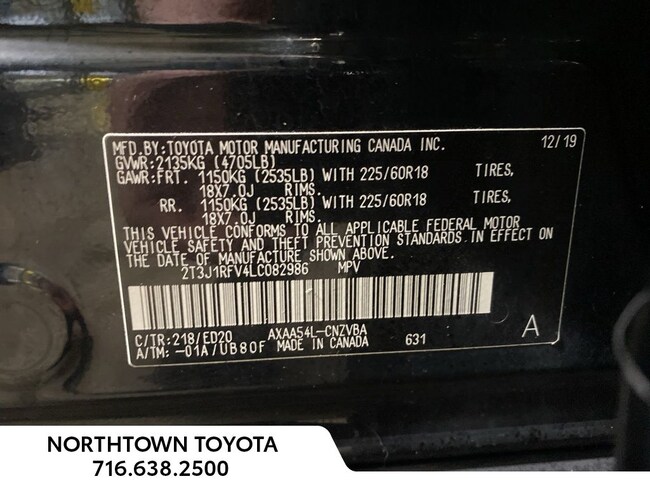 MFD.BY:TOYOTA MOTOR MANUFACTURING CANADA INC. 12/19
GVWR:2135KG (4705LB)
GAWR:FRT. 1150KG (2535LB) WITH 225/60R18 TIRES,
18X7.0J RIMS.
RR. 1150KG (2535LB) WITH 225/60R18 TIRES,
18X7.0J RIMS.
THIS VEHICLE CONFORMS TO ALL APPLICABLE FEDERAL MOTOR
VEHICLE SAFETY AND THEFT PREVENTION STANDARDS IN EFFECT ON
THE DATE OF MANUFACTURE SHOWN ABOVE.
2T3J1RFV4LC082986 MPV
C/TR:218/ED20 AXAA54L-CNZVBA A
A/TM:-01A/UB80F MADE IN CANADA 631
NORTHTOWN TOYOTA
716.638.2500